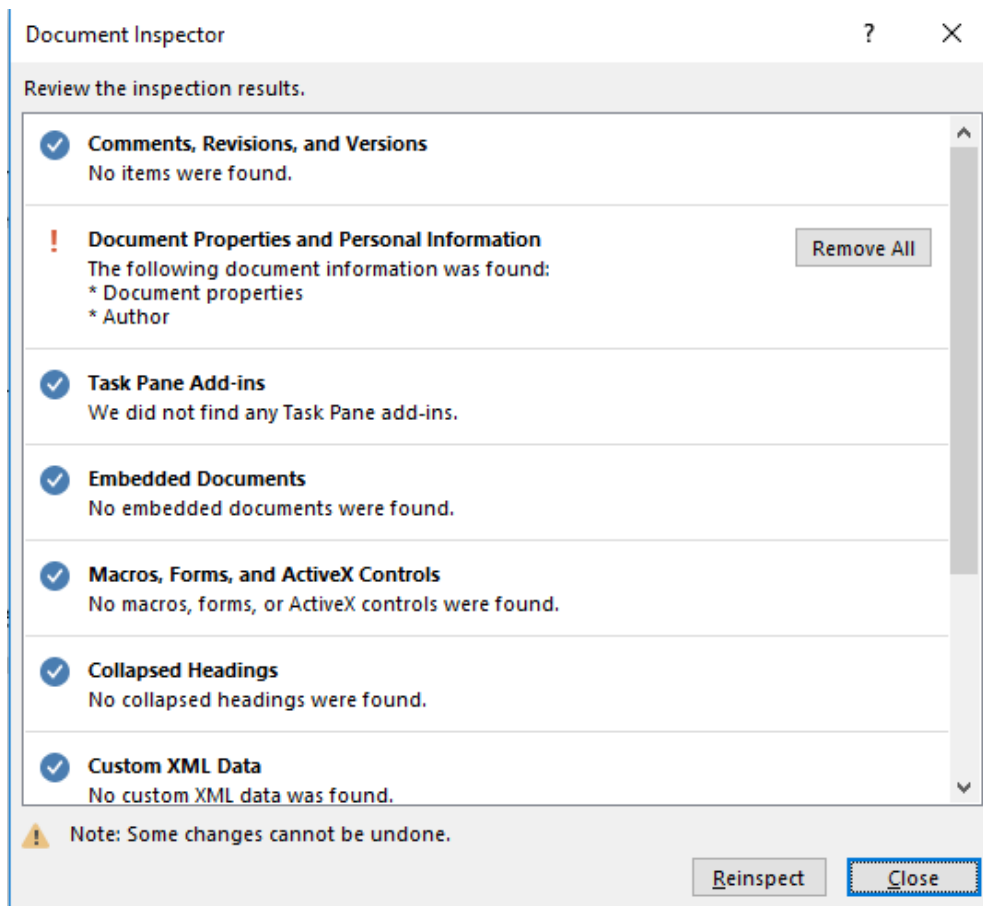 Document Inspector ?
Review the inspection results.
Comments, Revisions, and Versions
No items were found.
! Document Properties and Personal Information
Remove All
The following document information was found:
* Document properties
* Author
Task Pane Add-ins
We did not find any Task Pane add-ins.
Embedded Documents
No embedded documents were found.
Macros, Forms, and ActiveX Controls
No macros, forms, or ActiveX controls were found.
Collapsed Headings
No collapsed headings were found.
Custom XML Data
No custom XML data was found.
Note: Some changes cannot be undone.
Reinspect Close